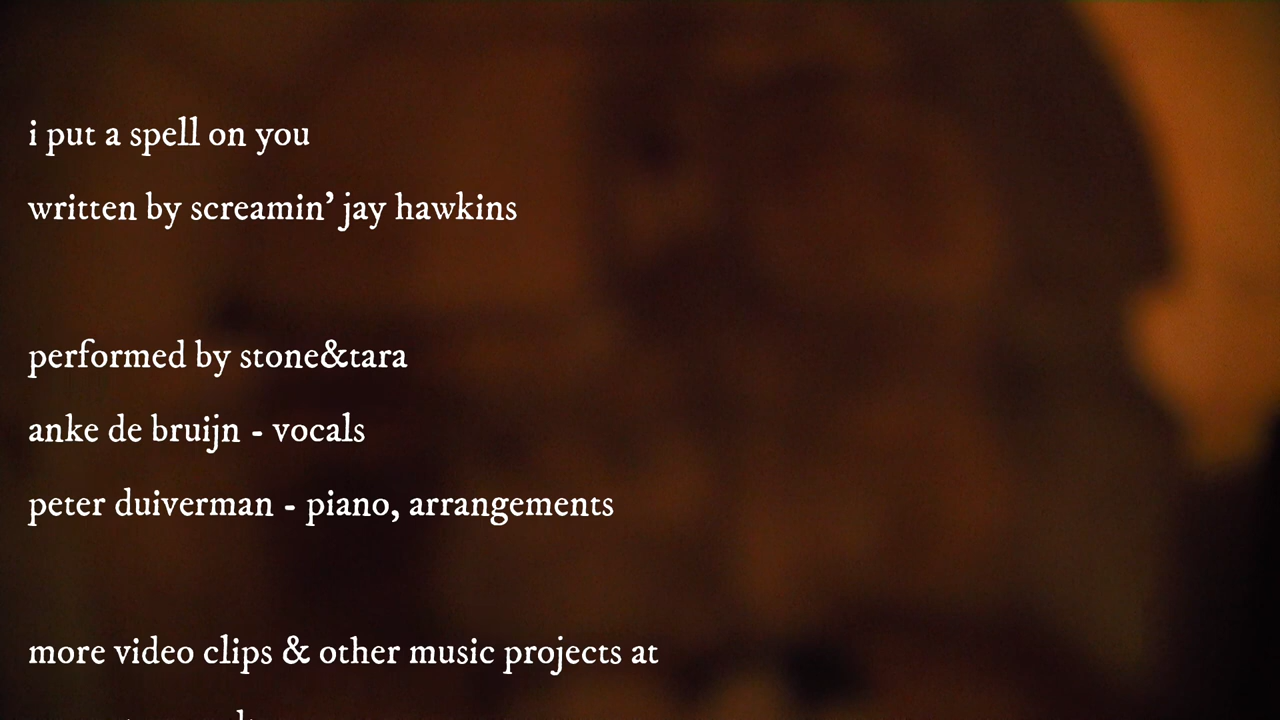 i put a spell on you
written by screamin’ jay hawkins
performed by stone&tara
anke de bruijn - vocals
peter duiverman - piano, arrangements
more video clips & other music projects at